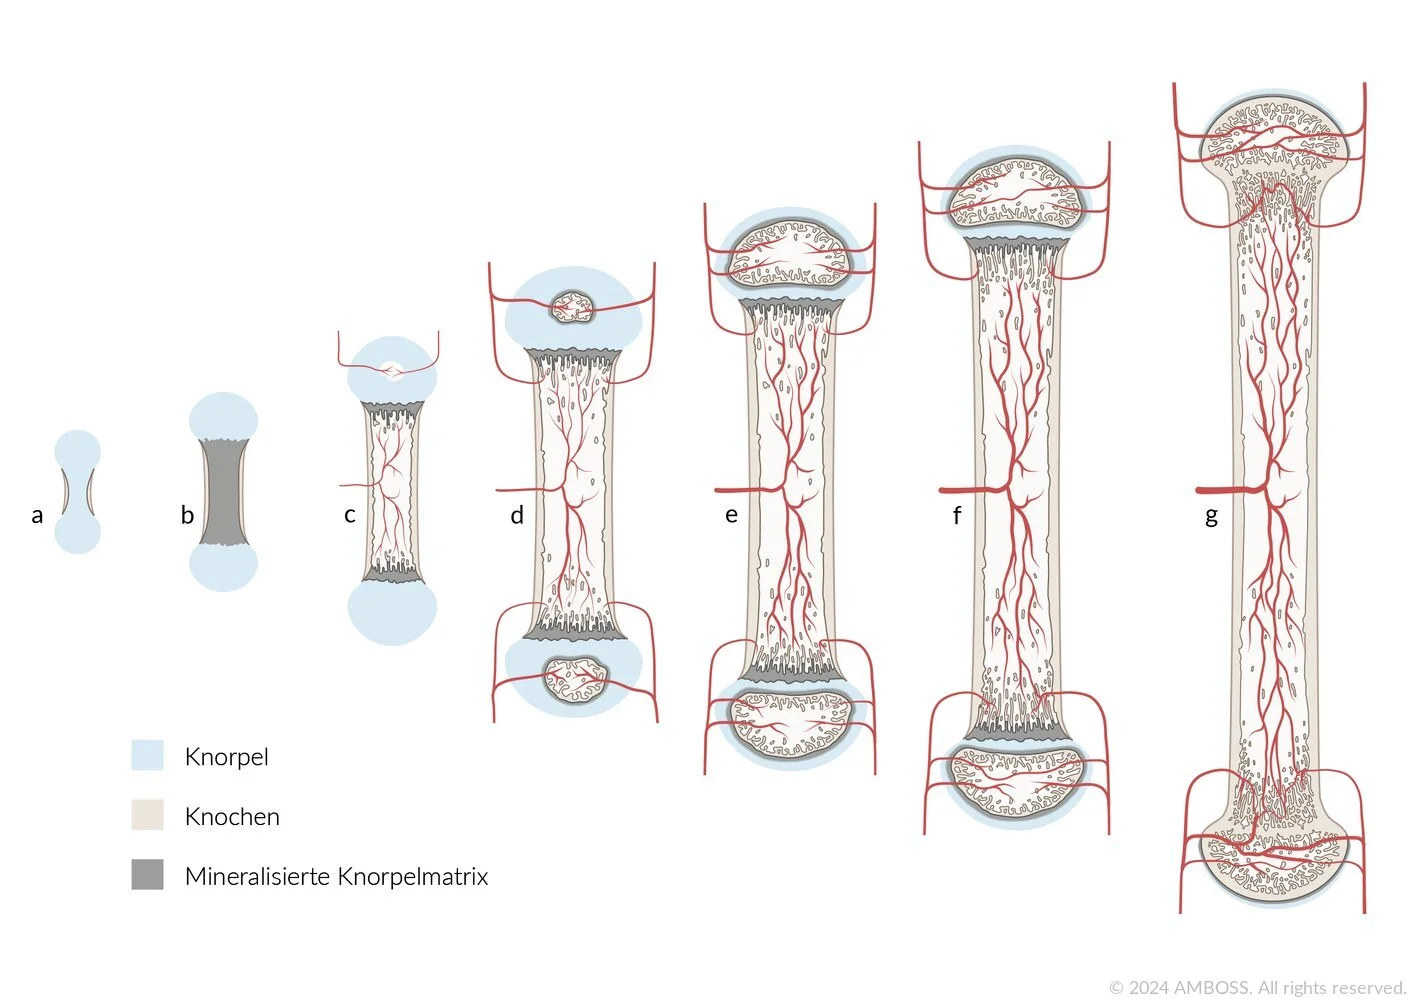 a
b
c
d
e
f
g
Knorpel
Knochen
Mineralisierte Knorpelmatrix
© 2024 AMBOSS. All rights reserved.